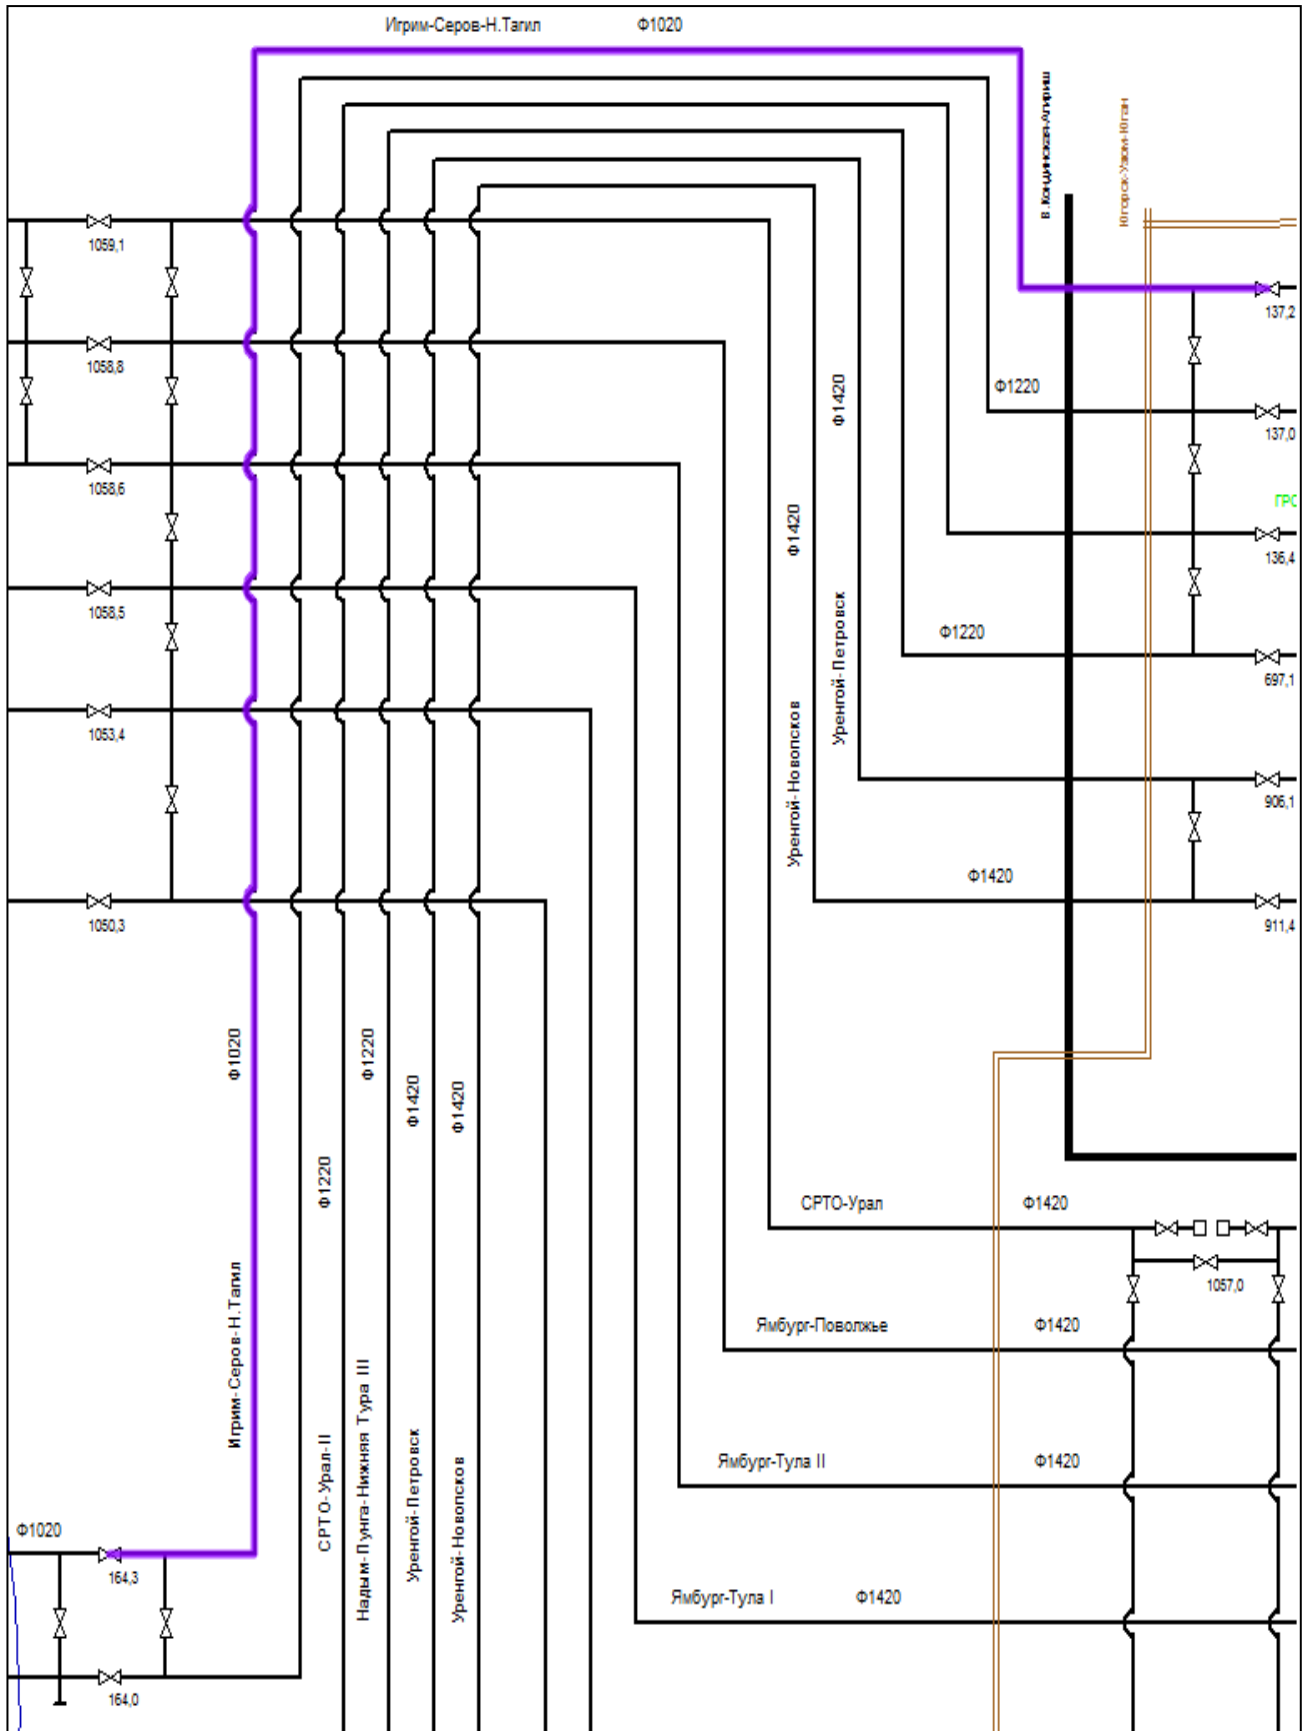 Игрим-Серов-Н.Тагил Ф1020
в.Кондинская-Агириш
Югорск-Узюм-Юган
1059,1
137,2
1058,8
Ф1220
Ф1420
137,0
1058,6
ГРС
Ф1420
136,4
1058,5
Ф1220
Уренгой-Петровск
697,1
1053,4
Уренгой-Новопсков
906,1
Ф1420
1050,3
911,4
Ф1020
Ф1220
Ф1420
Ф1420
Ф1220
СРТО-Урал Ф1420
1057,0
Игрим-Серов-Н.Тагил
Ямбург-Поволжье Ф1420
Надым-Пунга-Нижняя Тура III
СРТО-Урал-II
Уренгой-Петровск
Уренгой-Новопсков
Ямбург-Тула II Ф1420
Ф1020
164,3
Ямбург-Тула I Ф1420
164,0